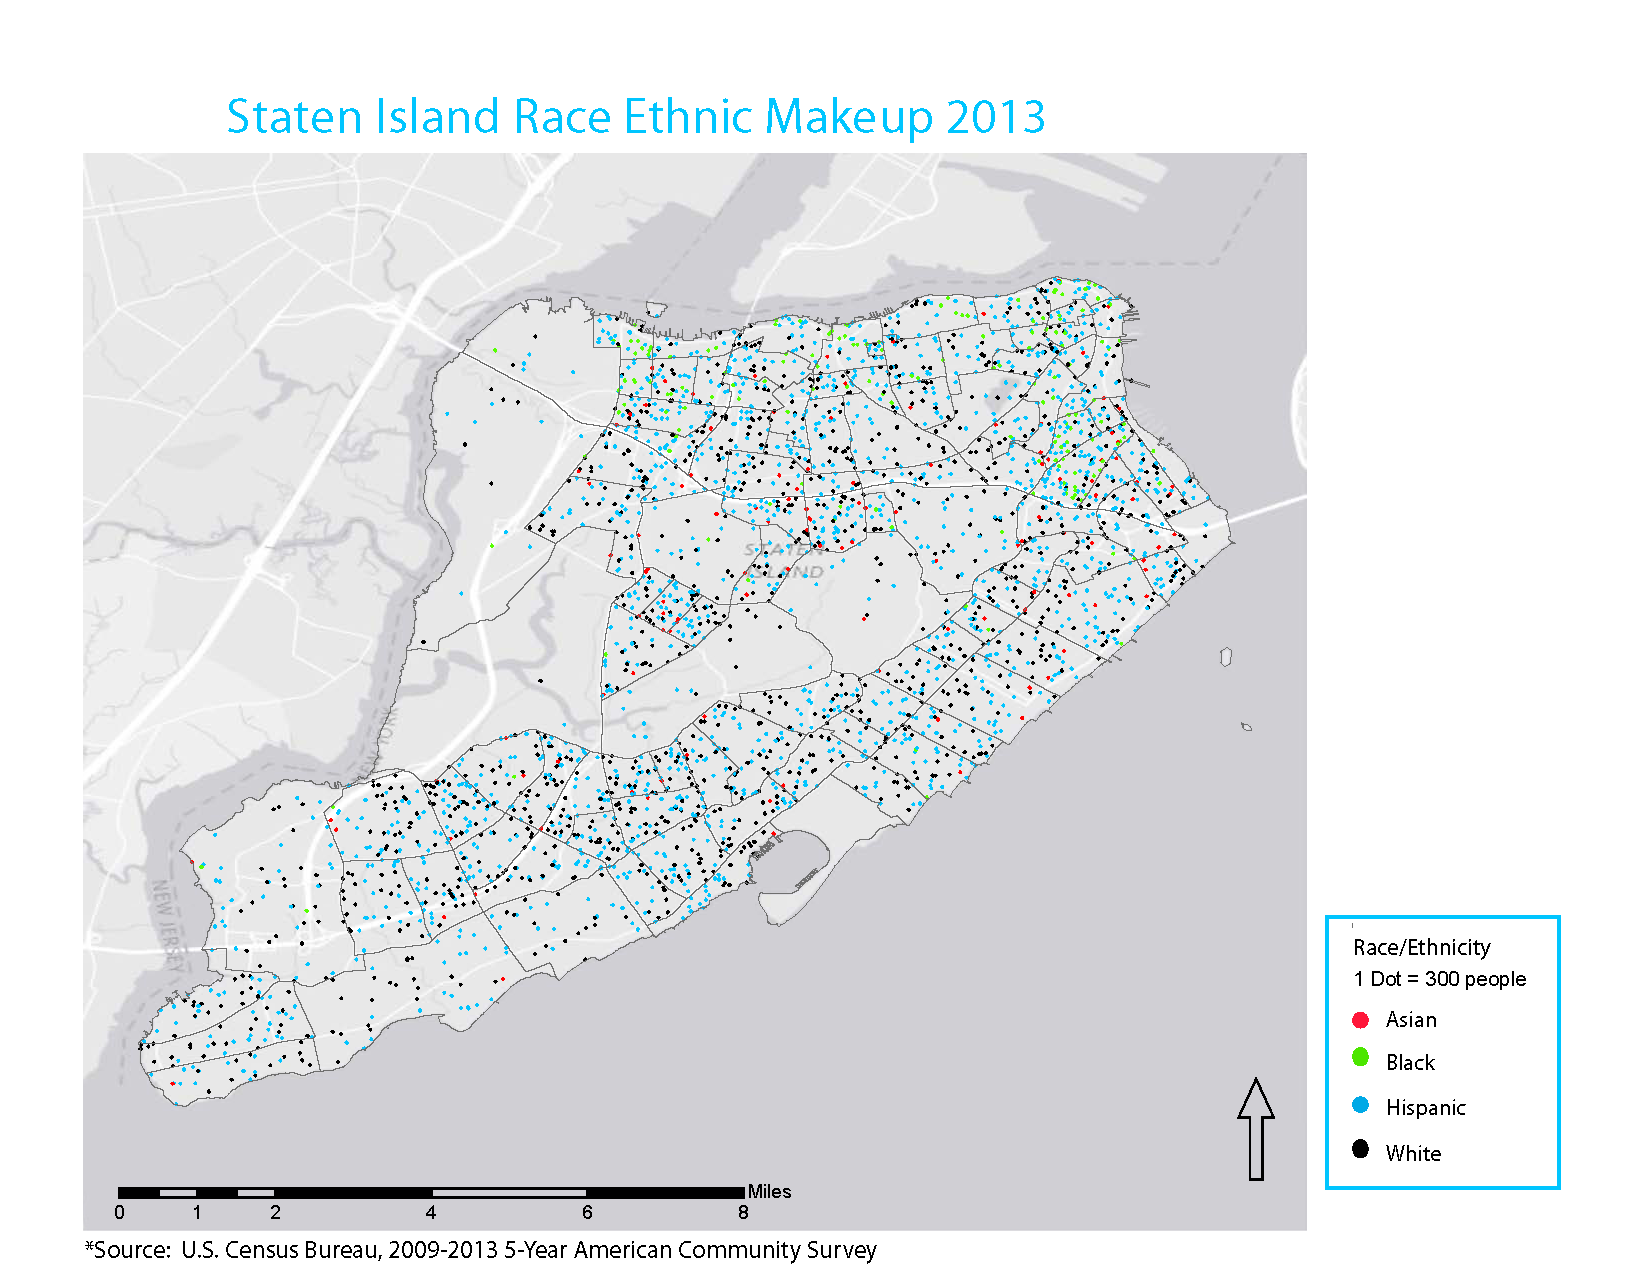 Staten Island Race Ethnic Makeup 2013
STATEN
ISLAND
NEW JERSEY
Race/Ethnicity
1 Dot = 300 people
Asian
Black
Hispanic
White
Miles
0 1 2 4 6 8
*Source: U.S. Census Bureau, 2009-2013 5-Year American Community Survey